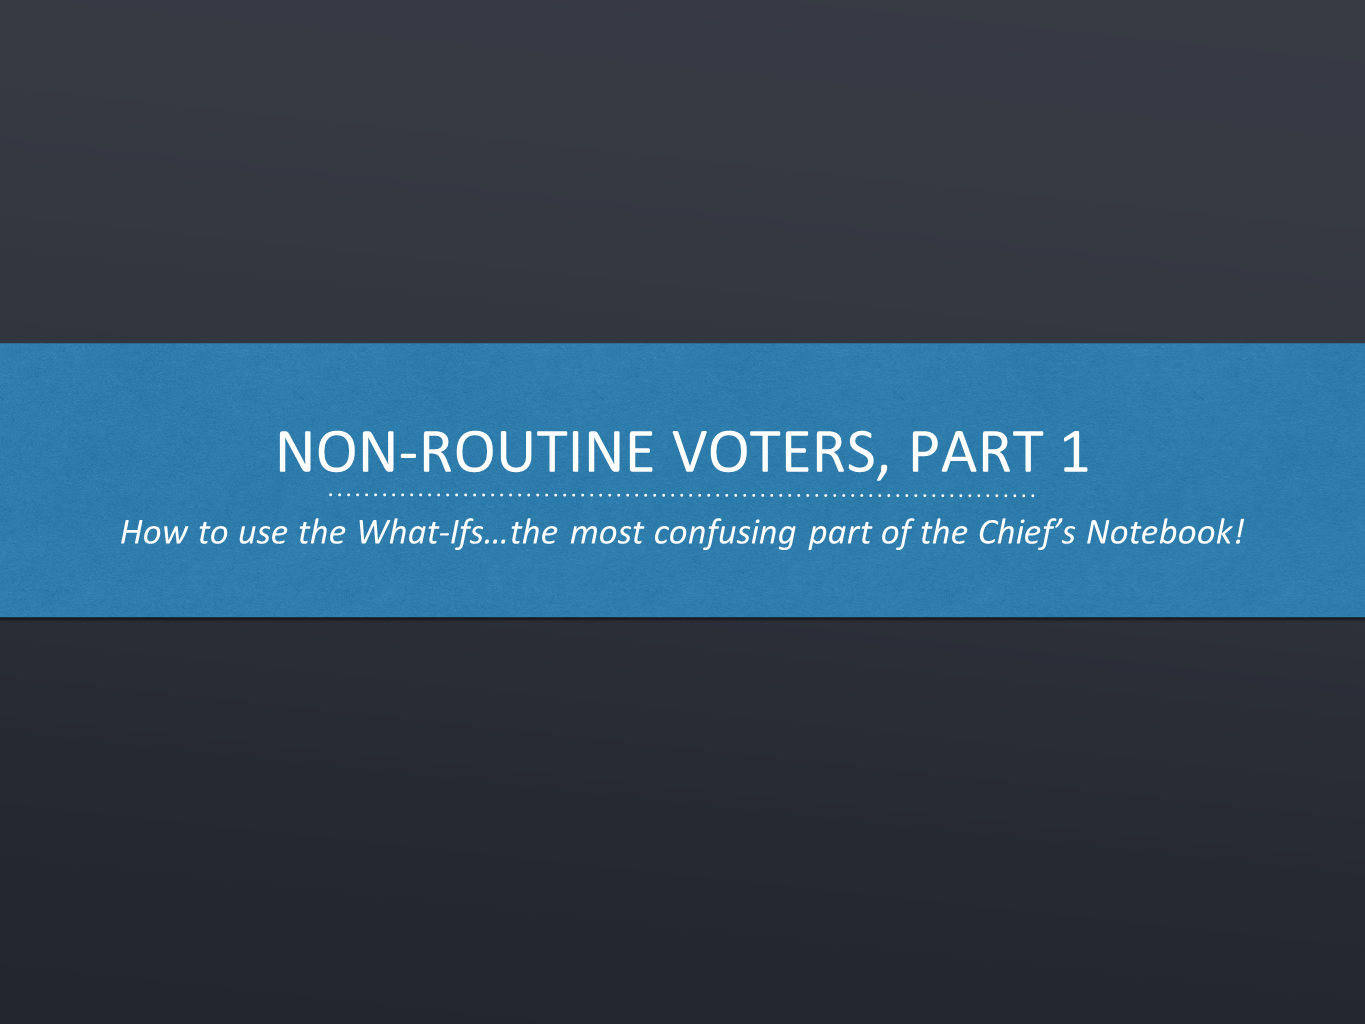 NON-ROUTINE VOTERS, PART 1
How to use the What-Ifs…the most confusing part of the Chief’s Notebook!